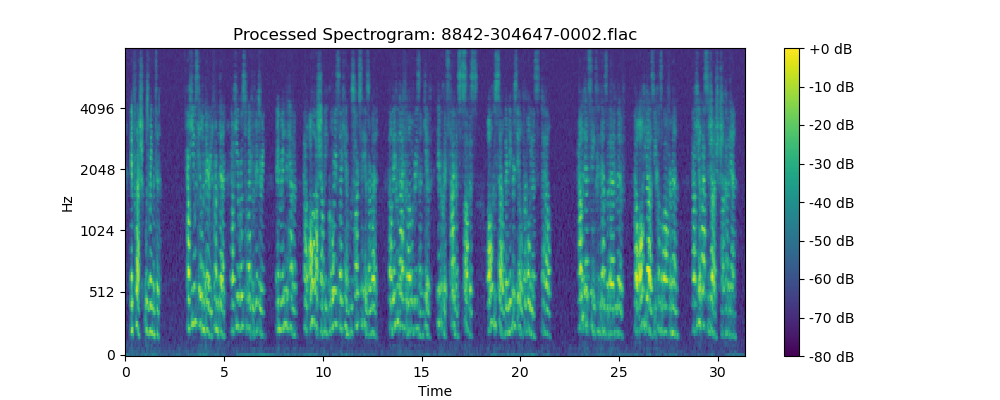 Processed Spectrogram: 8842-304647-0002.flac
Hz
4096
2048
1024
512
0
0 5 10 15 20 25 30
Time
+0 dB
-10 dB
-20 dB
-30 dB
-40 dB
-50 dB
-60 dB
-70 dB
-80 dB